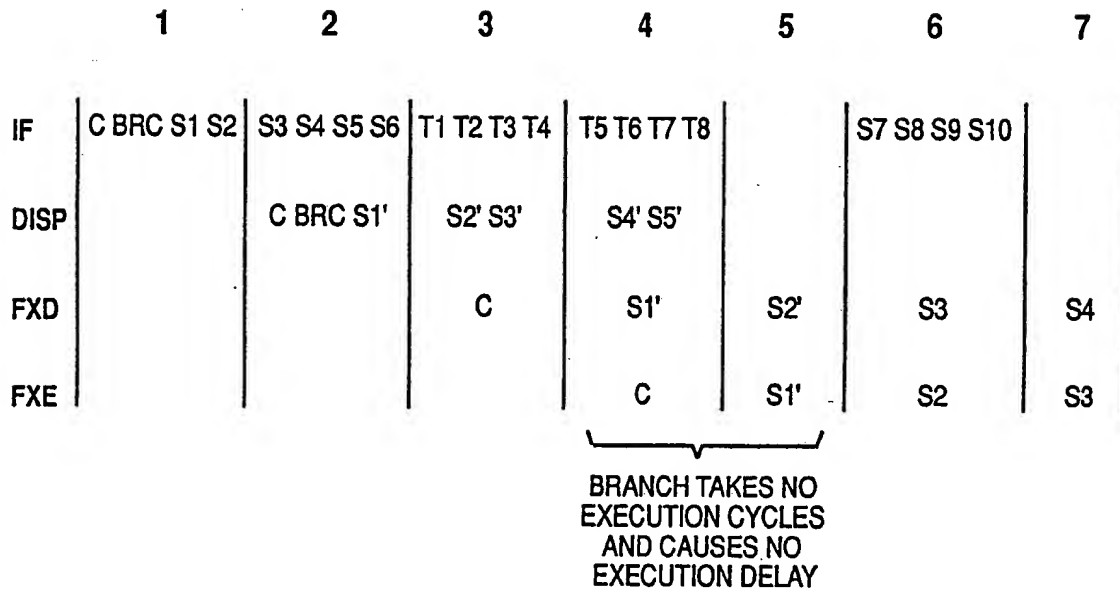 1 2 3 4 5 6 7
IF C BRC S1 S2 S3 S4 S5 S6 T1 T2 T3 T4 T5 T6 T7 T8 S7 S8 S9 S10
DISP C BRC S1' S2' S3' S4' S5'
FXD C S1' S2' S3 S4
FXE C S1' S2 S3
BRANCH TAKES NO
EXECUTION CYCLES
AND CAUSES NO
EXECUTION DELAY